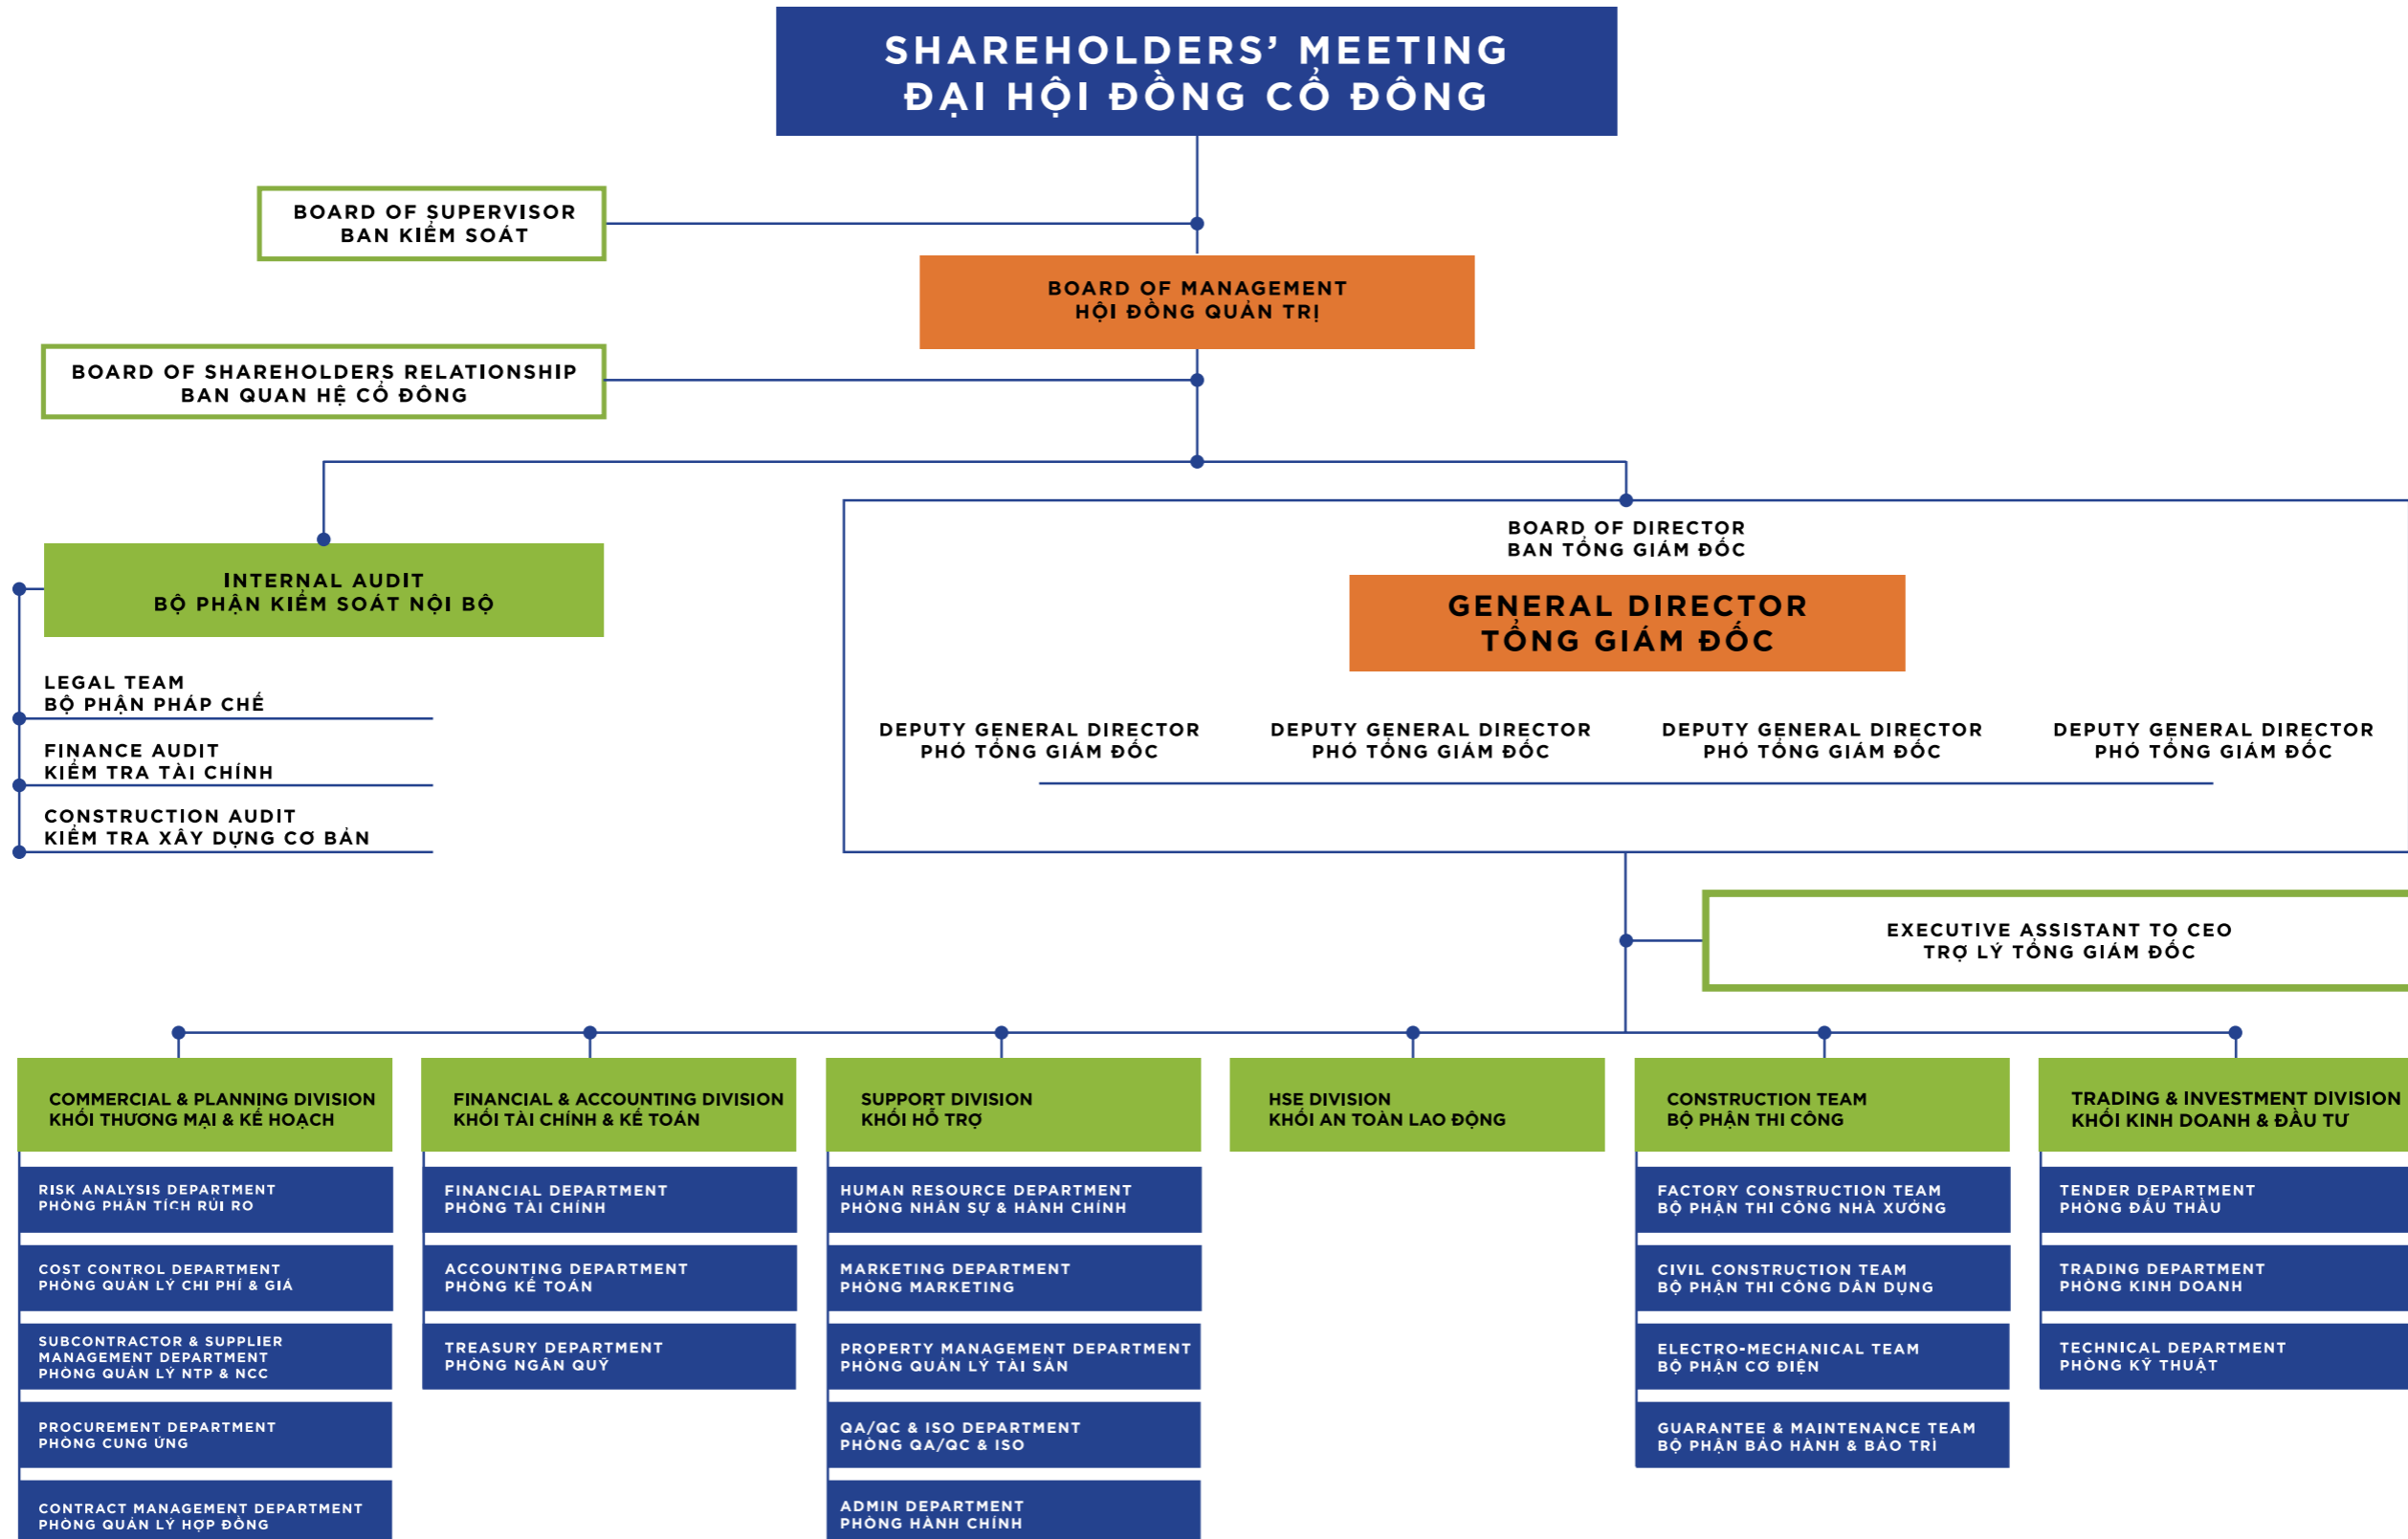 SHAREHOLDERS’ MEETING
ĐẠI HỘI ĐỒNG CỔ ĐÔNG
BOARD OF SUPERVISOR
BAN KIỂM SOÁT
BOARD OF MANAGEMENT
HỘI ĐỒNG QUẢN TRỊ
BOARD OF SHAREHOLDERS RELATIONSHIP
BAN QUAN HỆ CỔ ĐÔNG
INTERNAL AUDIT
BỘ PHẬN KIỂM SOÁT NỘI BỘ
LEGAL TEAM
BỘ PHẬN PHÁP CHẾ
FINANCE AUDIT
KIỂM TRA TÀI CHÍNH
CONSTRUCTION AUDIT
KIỂM TRA XÂY DỰNG CƠ BẢN
BOARD OF DIRECTOR
BAN TỔNG GIÁM ĐỐC
GENERAL DIRECTOR
TỔNG GIÁM ĐỐC
DEPUTY GENERAL DIRECTOR
PHÓ TỔNG GIÁM ĐỐC
DEPUTY GENERAL DIRECTOR
PHÓ TỔNG GIÁM ĐỐC
DEPUTY GENERAL DIRECTOR
PHÓ TỔNG GIÁM ĐỐC
DEPUTY GENERAL DIRECTOR
PHÓ TỔNG GIÁM ĐỐC
EXECUTIVE ASSISTANT TO CEO
TRỢ LÝ TỔNG GIÁM ĐỐC
COMMERCIAL & PLANNING DIVISION
KHỐI THƯƠNG MẠI & KẾ HOẠCH
RISK ANALYSIS DEPARTMENT
PHÒNG PHÂN TÍCH RỦI RO
COST CONTROL DEPARTMENT
PHÒNG QUẢN LÝ CHI PHÍ & GIÁ
SUBCONTRACTOR & SUPPLIER
MANAGEMENT DEPARTMENT
PHÒNG QUẢN LÝ NTP & NCC
PROCUREMENT DEPARTMENT
PHÒNG CUNG ỨNG
CONTRACT MANAGEMENT DEPARTMENT
PHÒNG QUẢN LÝ HỢP ĐỒNG
FINANCIAL & ACCOUNTING DIVISION
KHỐI TÀI CHÍNH & KẾ TOÁN
FINANCIAL DEPARTMENT
PHÒNG TÀI CHÍNH
ACCOUNTING DEPARTMENT
PHÒNG KẾ TOÁN
TREASURY DEPARTMENT
PHÒNG NGÂN QUỸ
SUPPORT DIVISION
KHỐI HỖ TRỢ
HUMAN RESOURCE DEPARTMENT
PHÒNG NHÂN SỰ & HÀNH CHÍNH
MARKETING DEPARTMENT
PHÒNG MARKETING
PROPERTY MANAGEMENT DEPARTMENT
PHÒNG QUẢN LÝ TÀI SẢN
QA/QC & ISO DEPARTMENT
PHÒNG QA/QC & ISO
ADMIN DEPARTMENT
PHÒNG HÀNH CHÍNH
HSE DIVISION
KHỐI AN TOÀN LAO ĐỘNG
CONSTRUCTION TEAM
BỘ PHẬN THI CÔNG
FACTORY CONSTRUCTION TEAM
BỘ PHẬN THI CÔNG NHÀ XƯỞNG
CIVIL CONSTRUCTION TEAM
BỘ PHẬN THI CÔNG DÂN DỤNG
ELECTRO-MECHANICAL TEAM
BỘ PHẬN CƠ ĐIỆN
GUARANTEE & MAINTENANCE TEAM
BỘ PHẬN BẢO HÀNH & BẢO TRÌ
TRADING & INVESTMENT DIVISION
KHỐI KINH DOANH & ĐẦU TƯ
TENDER DEPARTMENT
PHÒNG ĐẤU THẦU
TRADING DEPARTMENT
PHÒNG KINH DOANH
TECHNICAL DEPARTMENT
PHÒNG KỸ THUẬT